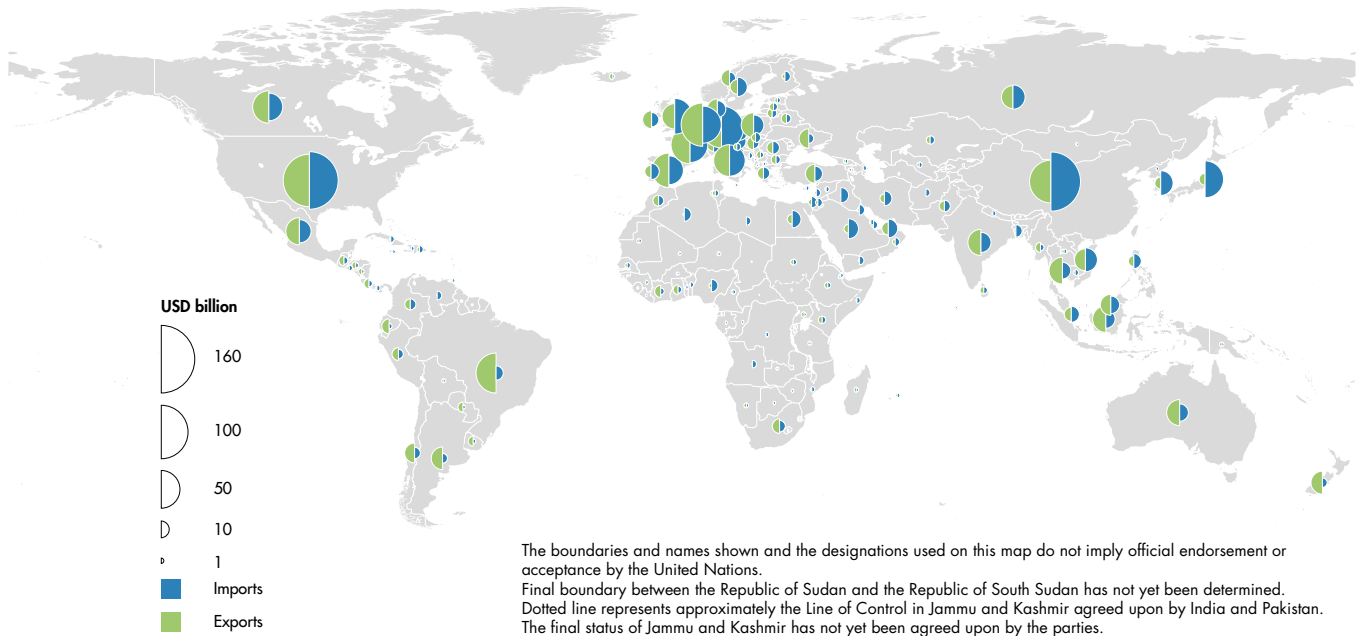 USD billion
160
100
50
10
1
Imports
Exports
The boundaries and names shown and the designations used on this map do not imply official endorsement or
acceptance by the United Nations.
Final boundary between the Republic of Sudan and the Republic of South Sudan has not yet been determined.
Dotted line represents approximately the Line of Control in Jammu and Kashmir agreed upon by India and Pakistan.
The final status of Jammu and Kashmir has not yet been agreed upon by the parties.